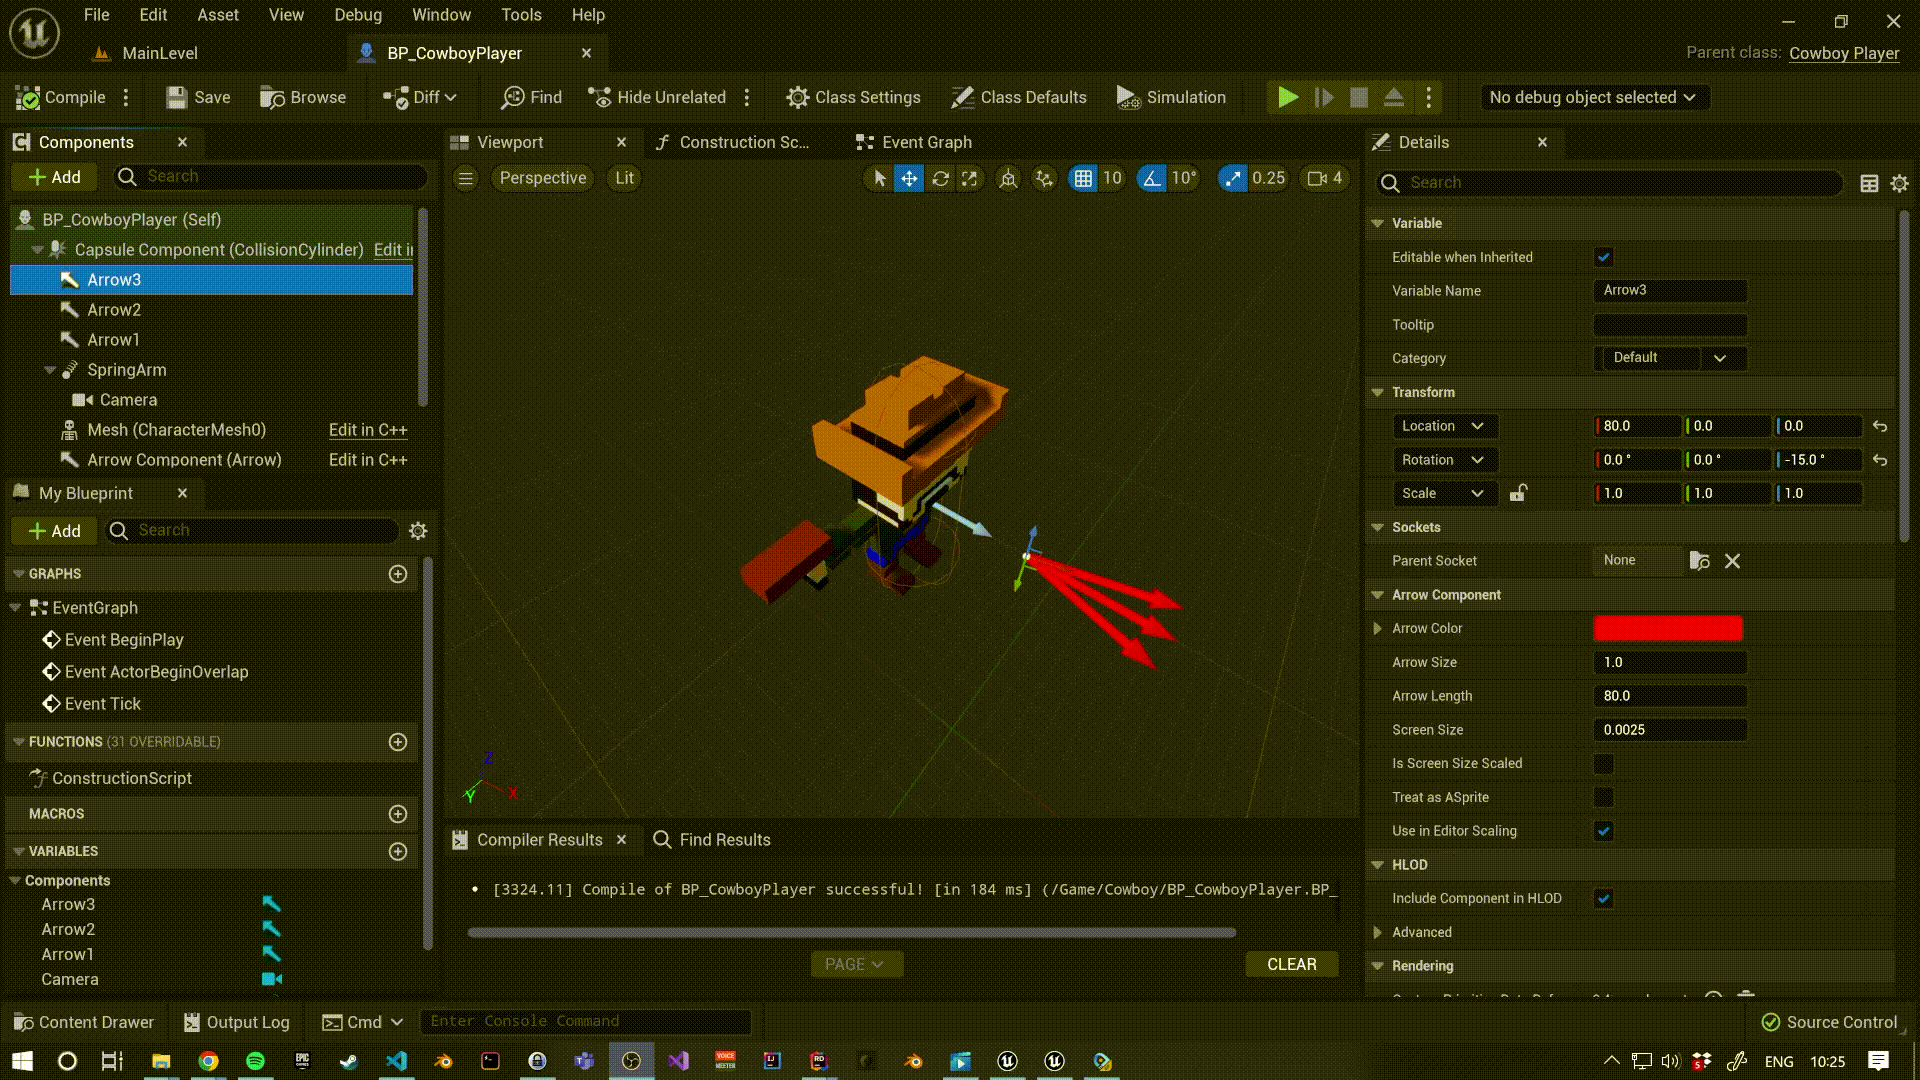 File Edit Asset View Debug Window Tools Help
MainLevel
BP_CowboyPlayer
Parent class: Cowboy Player
Compile
Save
Browse
Diff
Find
Hide Unrelated
Class Settings
Class Defaults
Simulation
No debug object selected
Components
Add
Search
BP_CowboyPlayer (Self)
Capsule Component (CollisionCylinder) Edit in
Arrow3
Arrow2
Arrow1
SpringArm
Camera
Mesh (CharacterMesh0) Edit in C++
Arrow Component (Arrow) Edit in C++
My Blueprint
Add
Search
GRAPHS
EventGraph
Event BeginPlay
Event ActorBeginOverlap
Event Tick
FUNCTIONS (31 OVERRIDABLE)
ConstructionScript
MACROS
VARIABLES
Components
Arrow3
Arrow2
Arrow1
Camera
Viewport
Construction Sc...
Event Graph
Perspective
Lit
10
10°
0.25
4
Z
Y
X
Compiler Results
Find Results
[3324.11] Compile of BP_CowboyPlayer successful! [in 184 ms] (/Game/Cowboy/BP_CowboyPlayer.BP_
PAGE
CLEAR
Details
Search
Variable
Editable when Inherited
Variable Name Arrow3
Tooltip
Category Default
Transform
Location 80.0 0.0 0.0
Rotation 0.0 ° 0.0 ° -15.0 °
Scale 1.0 1.0 1.0
Sockets
Parent Socket None
Arrow Component
Arrow Color
Arrow Size 1.0
Arrow Length 80.0
Screen Size 0.0025
Is Screen Size Scaled
Treat as ASprite
Use in Editor Scaling
HLOD
Include Component in HLOD
Advanced
Rendering
Content Drawer
Output Log
Cmd
Enter Console Command
Source Control
ENG
10:25